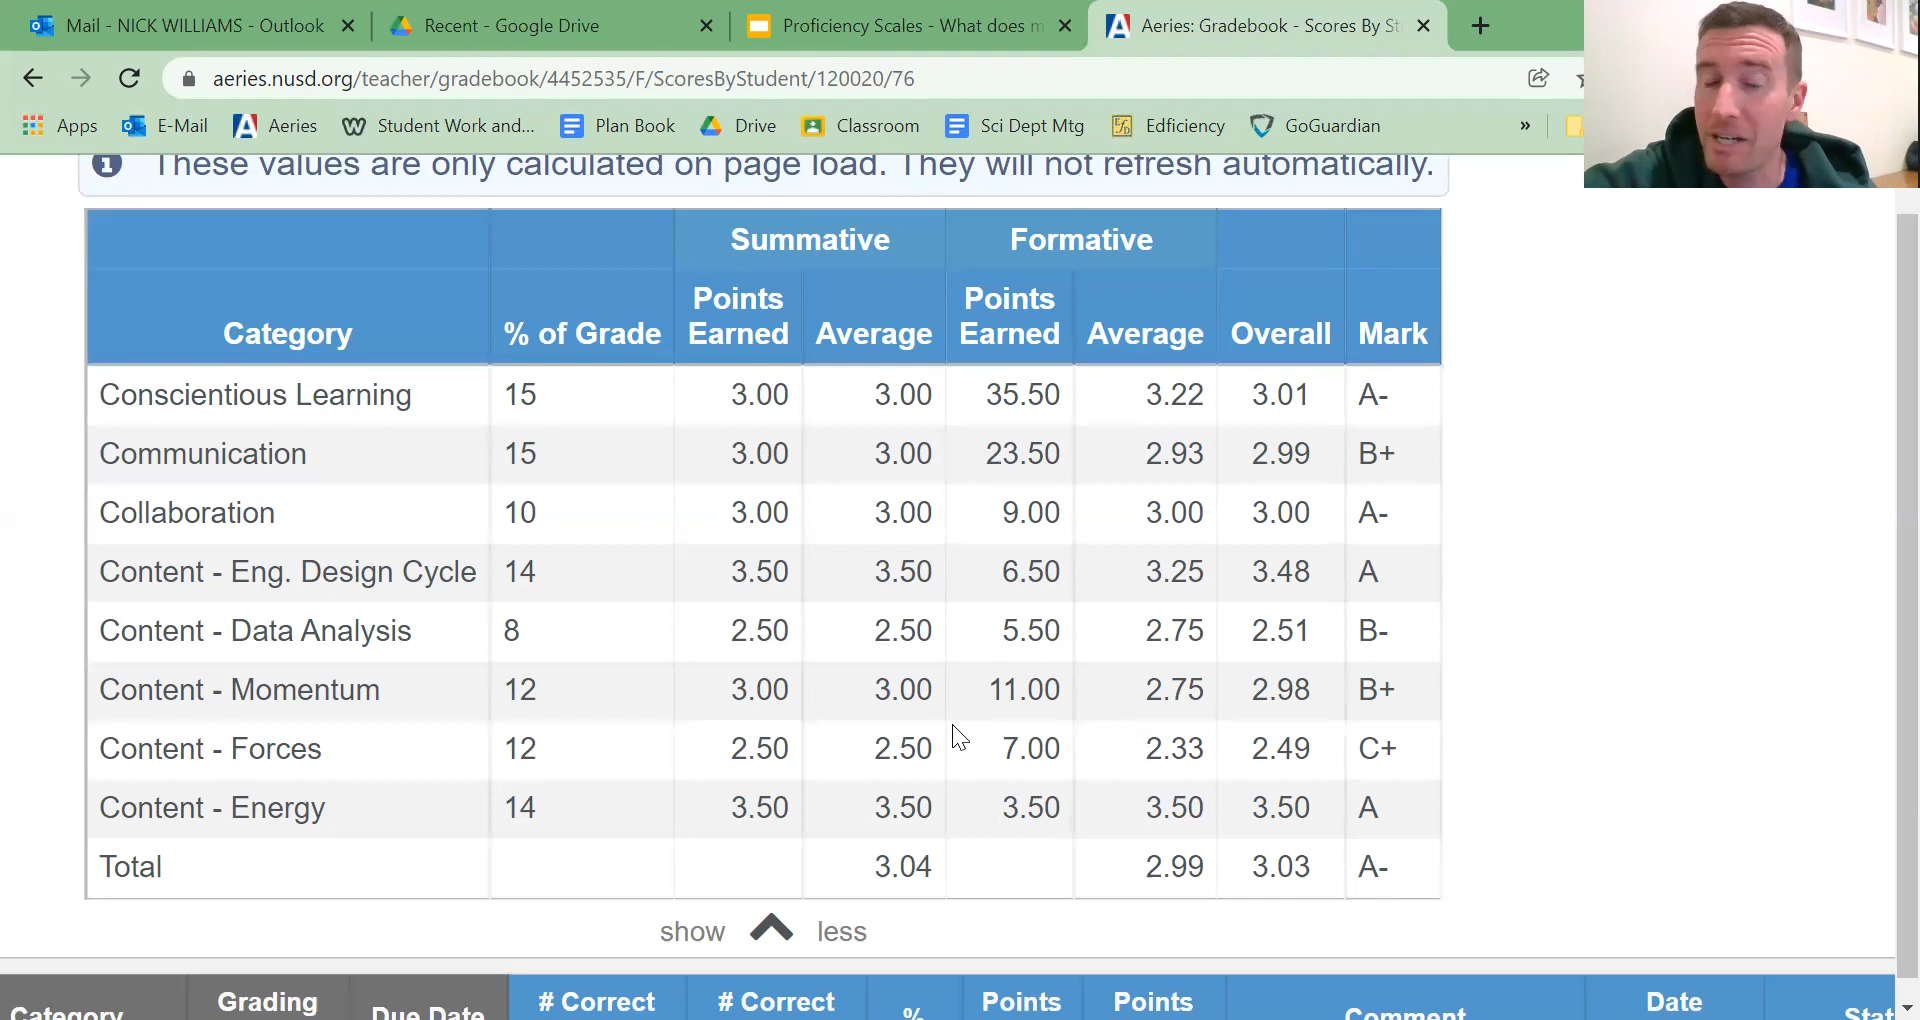 Mail - NICK WILLIAMS - Outlook
Recent - Google Drive
Proficiency Scales - What does m
Aeries: Gradebook - Scores By St
aeries.nusd.org/teacher/gradebook/4452535/F/ScoresByStudent/120020/76
Apps E-Mail Aeries Student Work and... Plan Book Drive Classroom Sci Dept Mtg Edficiency GoGuardian »
These values are only calculated on page load. They will not refresh automatically.
Summative Formative
Category % of Grade Points Earned Average Points Earned Average Overall Mark
Conscientious Learning 15 3.00 3.00 35.50 3.22 3.01 A-
Communication 15 3.00 3.00 23.50 2.93 2.99 B+
Collaboration 10 3.00 3.00 9.00 3.00 3.00 A-
Content - Eng. Design Cycle 14 3.50 3.50 6.50 3.25 3.48 A
Content - Data Analysis 8 2.50 2.50 5.50 2.75 2.51 B-
Content - Momentum 12 3.00 3.00 11.00 2.75 2.98 B+
Content - Forces 12 2.50 2.50 7.00 2.33 2.49 C+
Content - Energy 14 3.50 3.50 3.50 3.50 3.50 A
Total 3.04 2.99 3.03 A-
show less
Grading # Correct # Correct Points Points Date
Category Due Date % Comment Stat